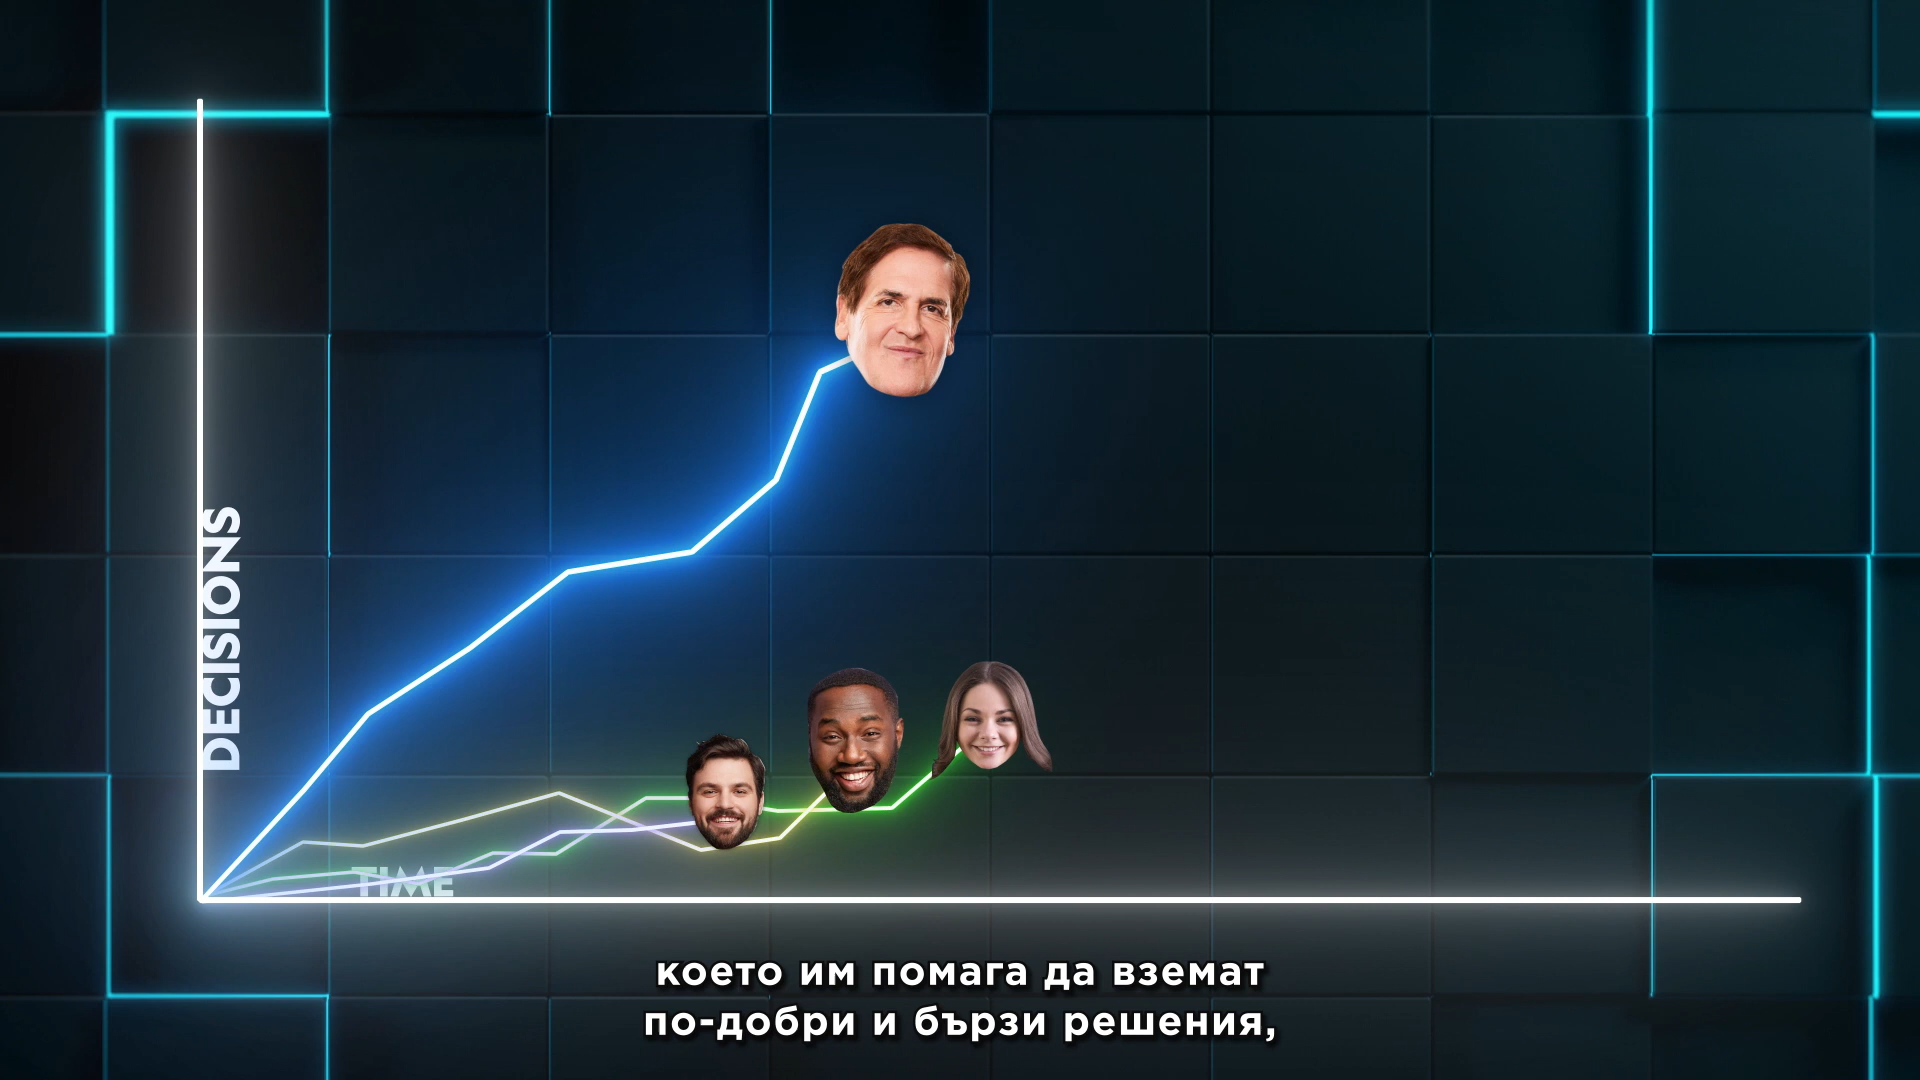 DECISIONS
TIME
което им помага да вземат
по-добри и бързи решения,